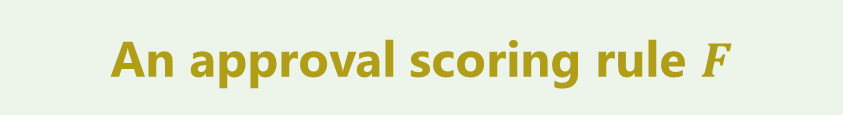 An approval scoring rule F